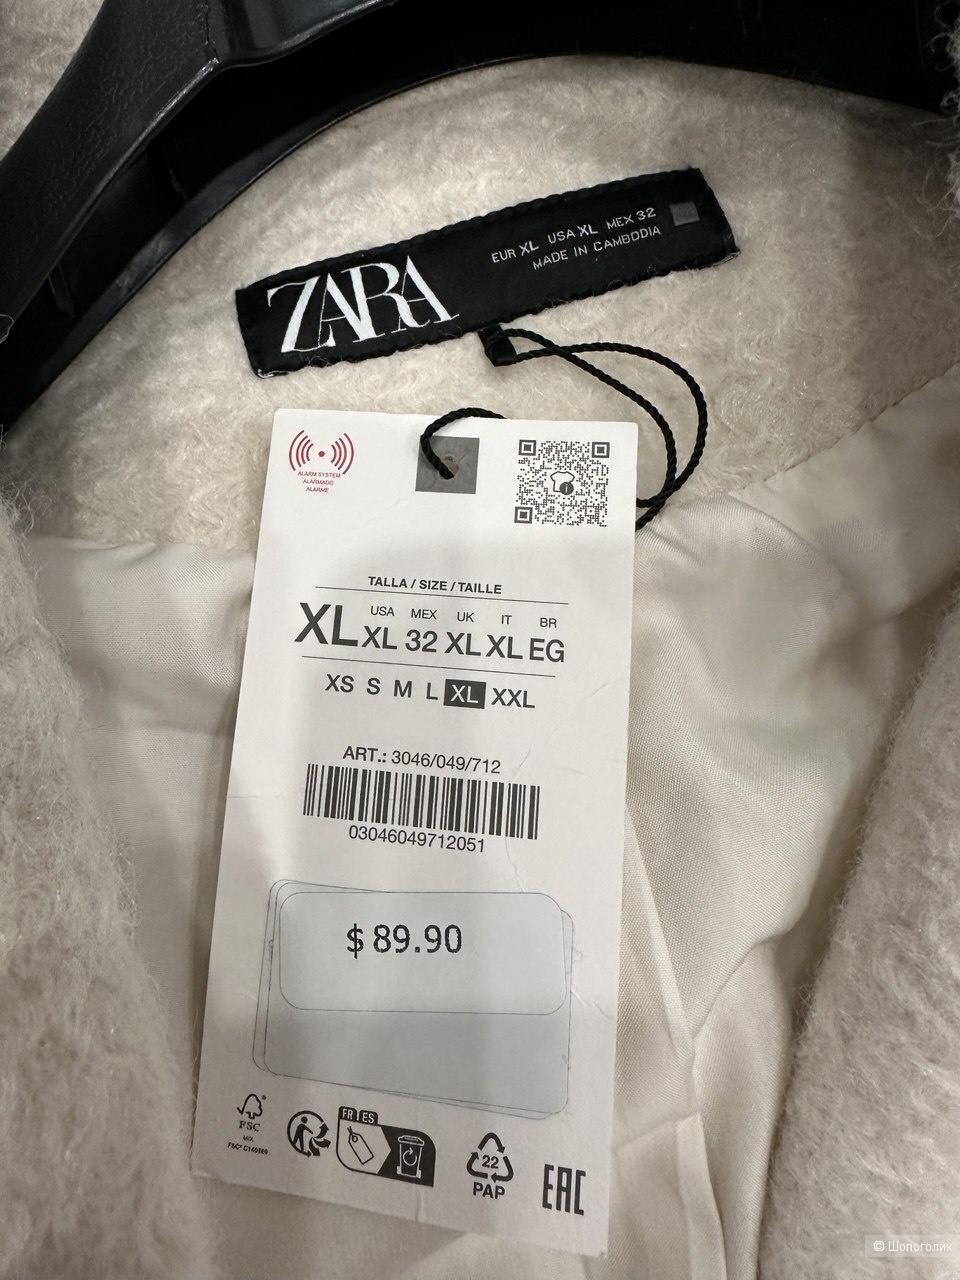 ZARA
EUR XL USA XL MEX 32
MADE IN CAMBODIA
ALARM SYSTEM
ALARMADO
ALARME
TALLA / SIZE / TAILLE
USA MEX UK IT BR
XL XL 32 XL XL EG
XS S M L XL XXL
ART.: 3046/049/712
03046049712051
$ 89.90
FSC
MIX
FR ES
22
PAP
EAC
© Шопоголик